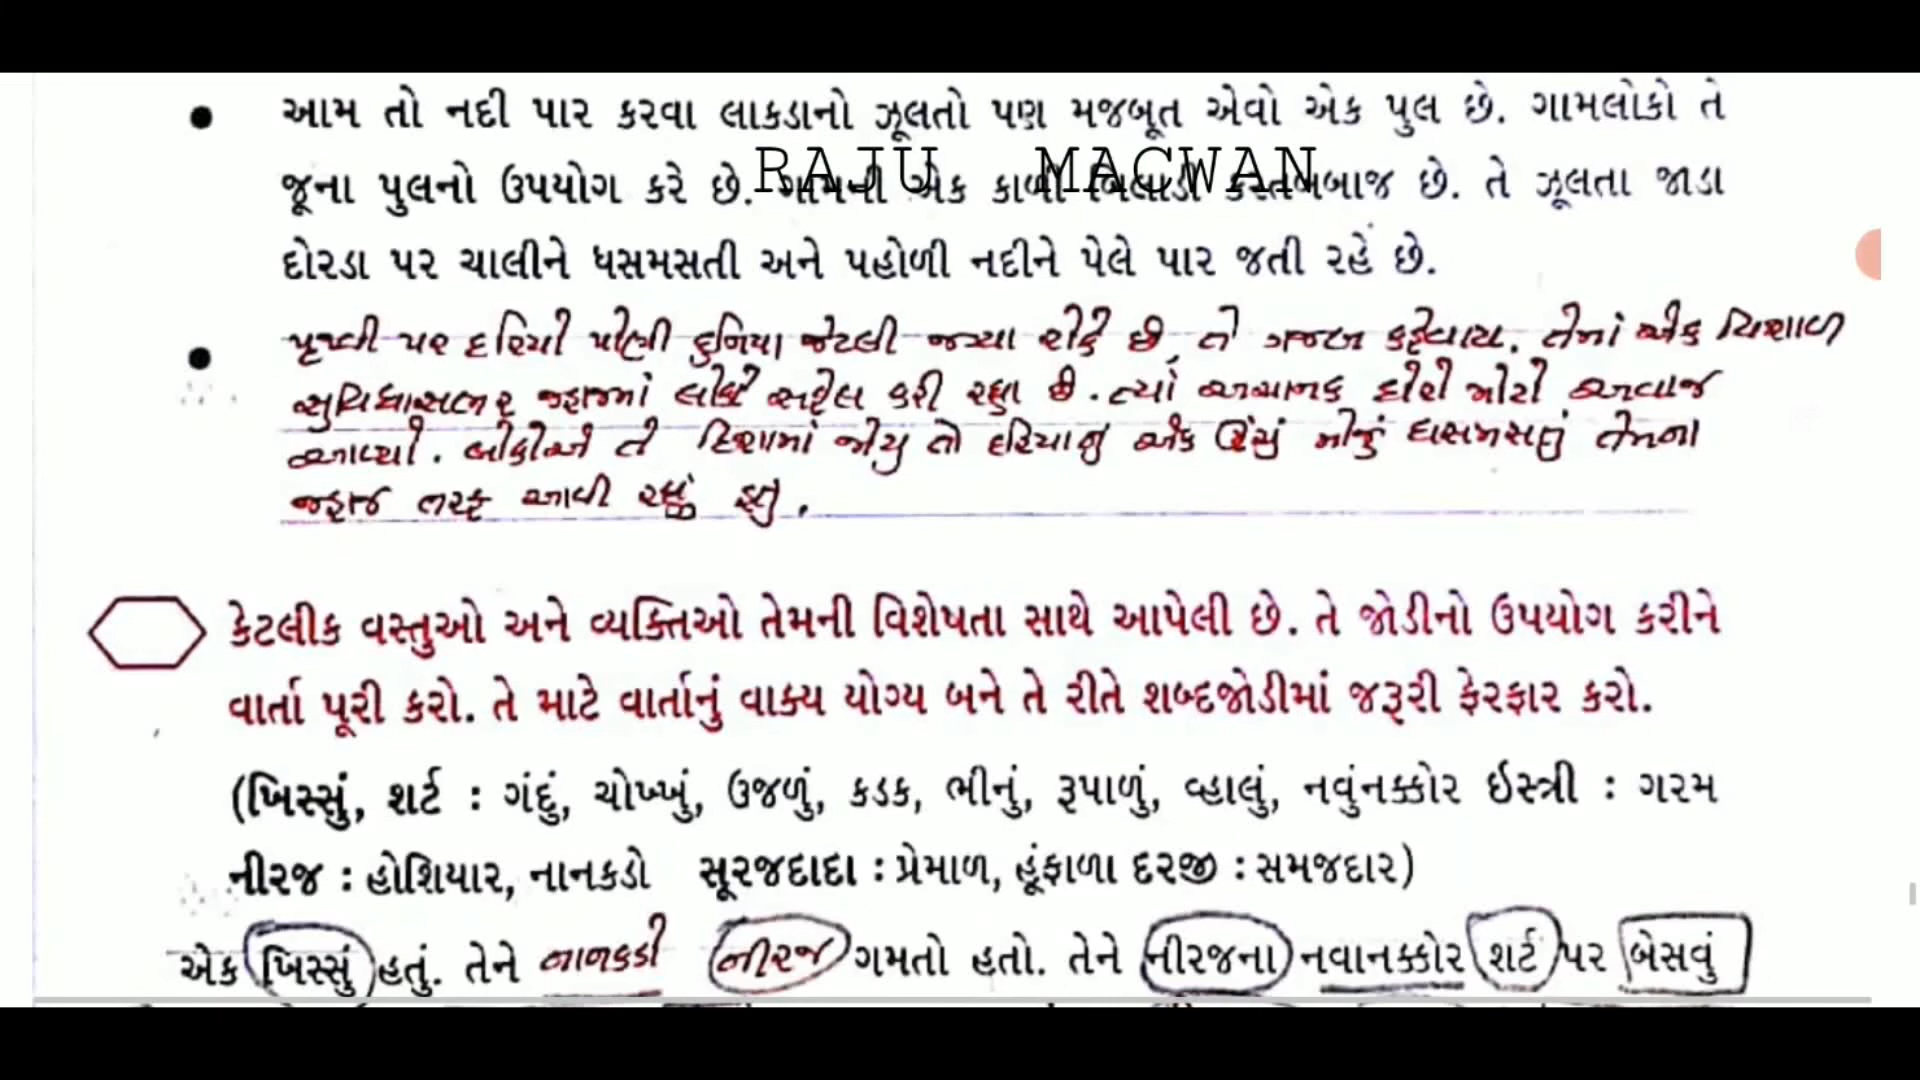 આમ તો નદી પાર કરવા લાકડાનો ઝૂલતો પણ મજબૂત એવો એક પુલ છે. ગામલોકો તે
RAJU MACWAN
જૂના પુલનો ઉપયોગ કરે છે. ગામની એક કાળી બિલાડી કરતબબાજ છે. તે ઝૂલતા જાડા
દોરડા પર ચાલીને ધસમસતી અને પહોળી નદીને પેલે પાર જતી રહે છે.
પૃથ્વી પર દરિયો પોણી દુનિયા જેટલી જગ્યા રોકે છે, તે ગજબ કહેવાય. તેમાં એક વિશાળ
સુવિધાસભર જહાજમાં લોકો સહેલ કરી રહ્યા છે. ત્યાં અચાનક મોટો અવાજ
આવ્યો. લોકોએ તે દિશામાં જોયુ તો દરિયાનુ એક ઊંચું મોજું ધસમસતું તેમના
જહાજ તરફ આવી રહ્યું હતુ.
કેટલીક વસ્તુઓ અને વ્યક્તિઓ તેમની વિશેષતા સાથે આપેલી છે. તે જોડીનો ઉપયોગ કરીને
વાર્તા પૂરી કરો. તે માટે વાર્તાનું વાક્ય યોગ્ય બને તે રીતે શબ્દજોડીમાં જરૂરી ફેરફાર કરો.
(ખિસ્સું, શર્ટ : ગંદું, ચોખ્ખું, ઉજળું, કડક, ભીનું, રૂપાળું, વ્હાલું, નવુંનક્કોર ઇસ્ત્રી : ગરમ
નીરજ : હોશિયાર, નાનકડો સૂરજદાદા : પ્રેમાળ, હૂંફાળા દરજી : સમજદાર)
એક ખિસ્સું હતું. તેને નાનકડો નીરજ ગમતો હતો. તેને નીરજના નવાનક્કોર શર્ટ પર બેસવું